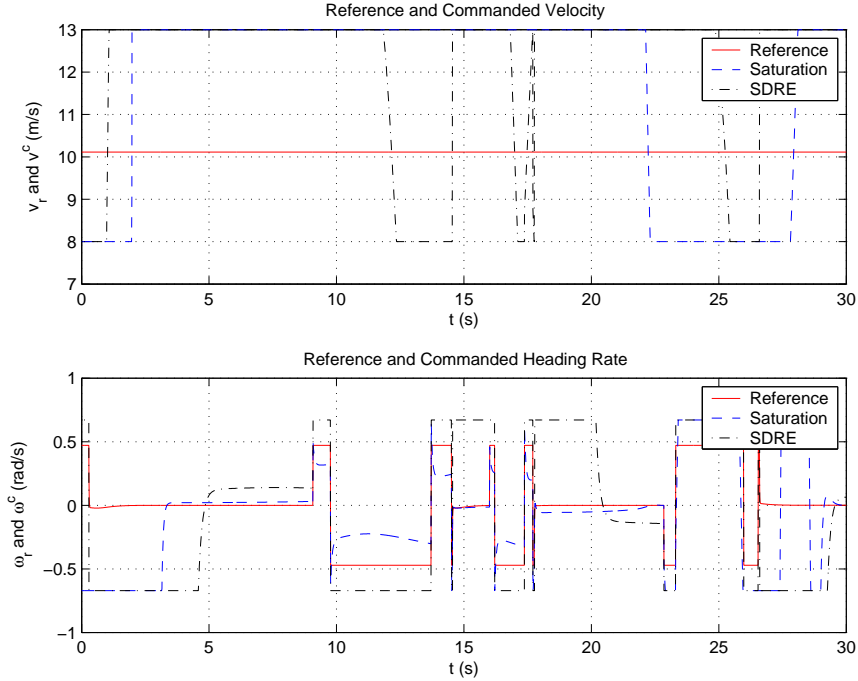 Reference and Commanded Velocity
13
12
11
10
9
8
7
v_r and v^c (m/s)
Reference
Saturation
SDRE
0 5 10 15 20 25 30
t (s)
Reference and Commanded Heading Rate
1
0.5
0
−0.5
−1
ω_r and ω^c (rad/s)
Reference
Saturation
SDRE
0 5 10 15 20 25 30
t (s)